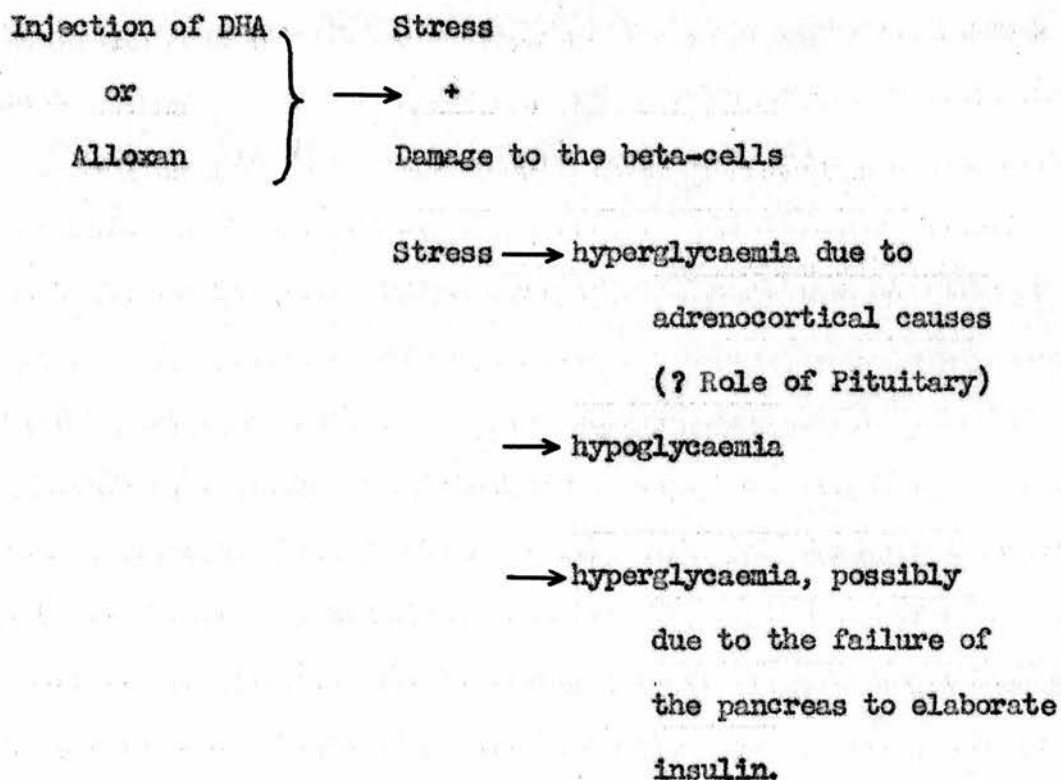 Injection of DHA Stress
or +
Alloxan Damage to the beta-cells
Stress → hyperglycaemia due to
adrenocortical causes
(? Role of Pituitary)
→ hypoglycaemia
→ hyperglycaemia, possibly
due to the failure of
the pancreas to elaborate
insulin.